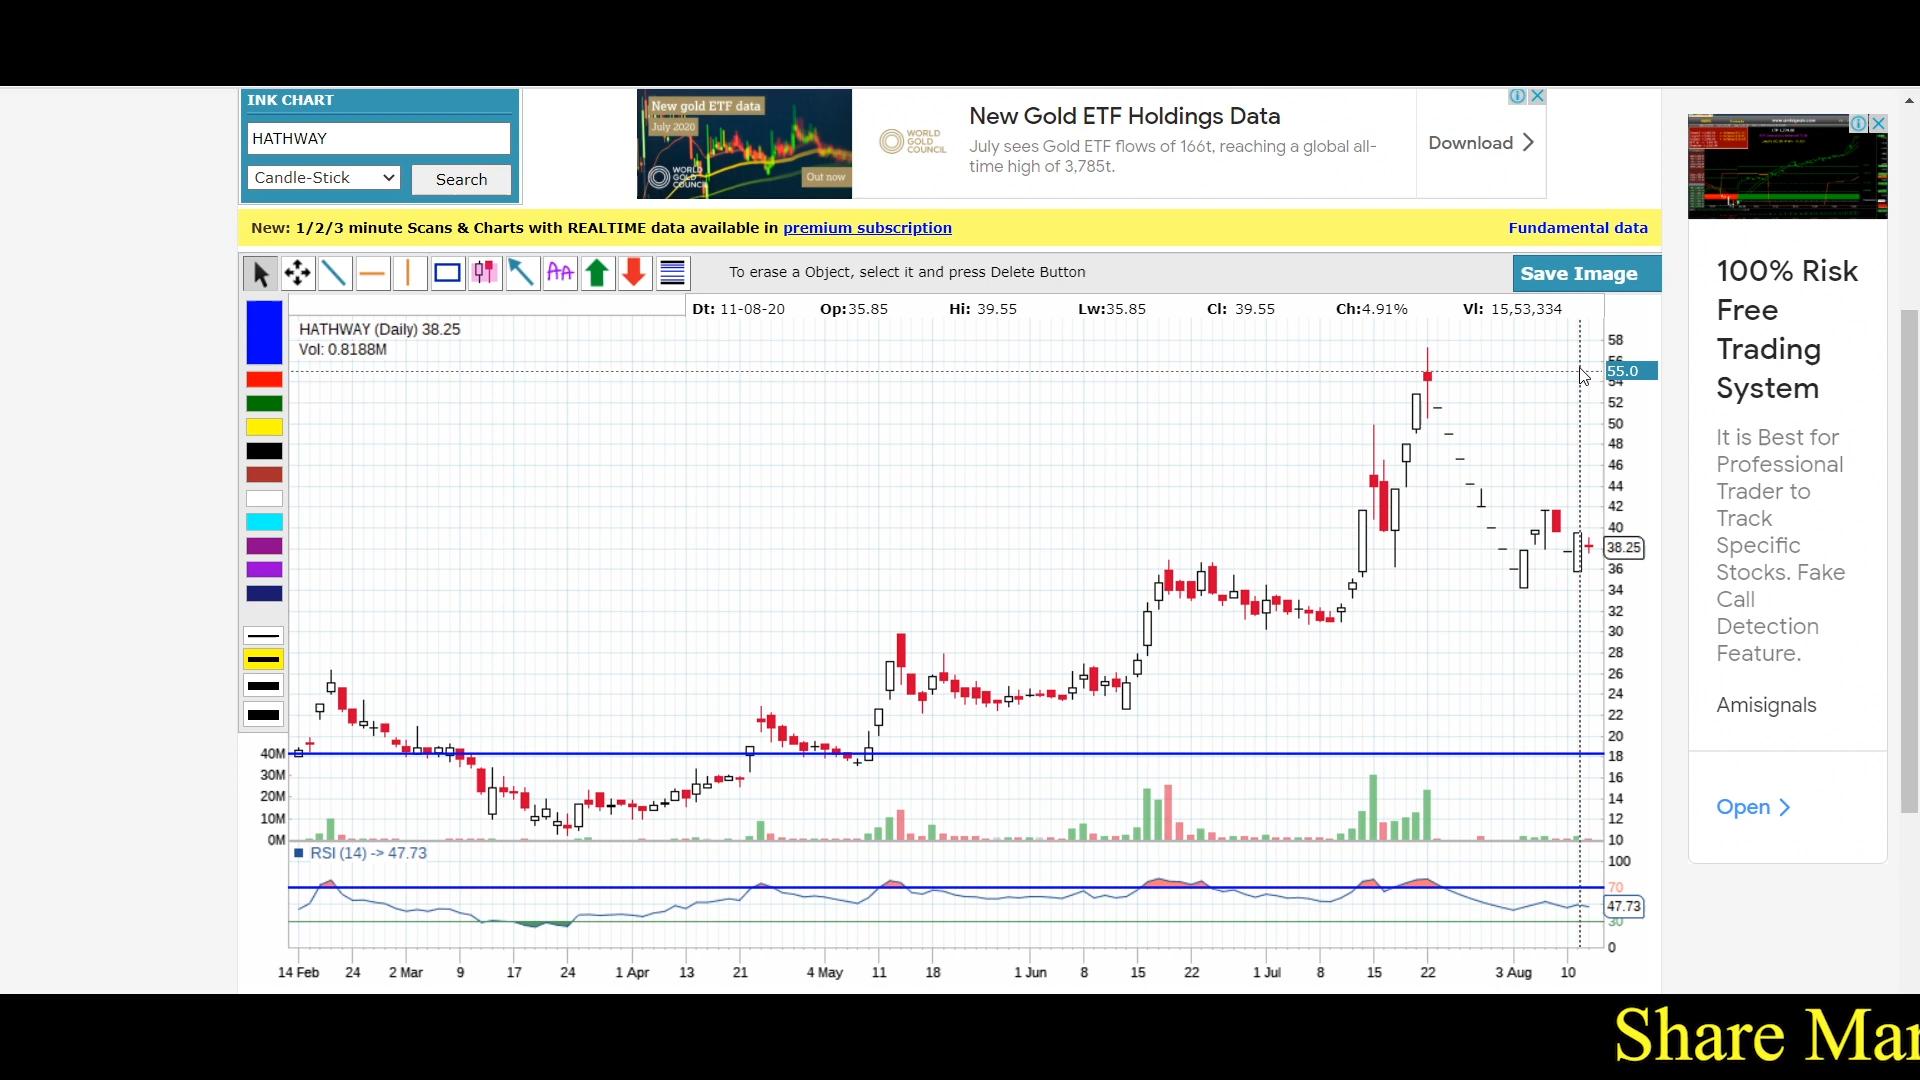 INK CHART
HATHWAY
Candle-Stick
Search
New gold ETF data
July 2020
WORLD GOLD COUNCIL
Out now
WORLD GOLD COUNCIL
New Gold ETF Holdings Data
July sees Gold ETF flows of 166t, reaching a global all-
time high of 3,785t.
Download
New: 1/2/3 minute Scans & Charts with REALTIME data available in premium subscription
Fundamental data
AA
To erase a Object, select it and press Delete Button
Save Image
Dt: 11-08-20 Op:35.85 Hi: 39.55 Lw:35.85 Cl: 39.55 Ch:4.91% Vl: 15,53,334
HATHWAY (Daily) 38.25
Vol: 0.8188M
58
56
55.0
54
52
50
48
46
44
42
40
38.25
36
34
32
30
28
26
24
22
20
18
16
14
12
10
40M
30M
20M
10M
0M
RSI (14) -> 47.73
100
70
47.73
30
0
14 Feb 24 2 Mar 9 17 24 1 Apr 13 21 4 May 11 18 1 Jun 8 15 22 1 Jul 8 15 22 3 Aug 10
100% Risk
Free
Trading
System
It is Best for
Professional
Trader to
Track
Specific
Stocks. Fake
Call
Detection
Feature.
Amisignals
Open
Share Mar